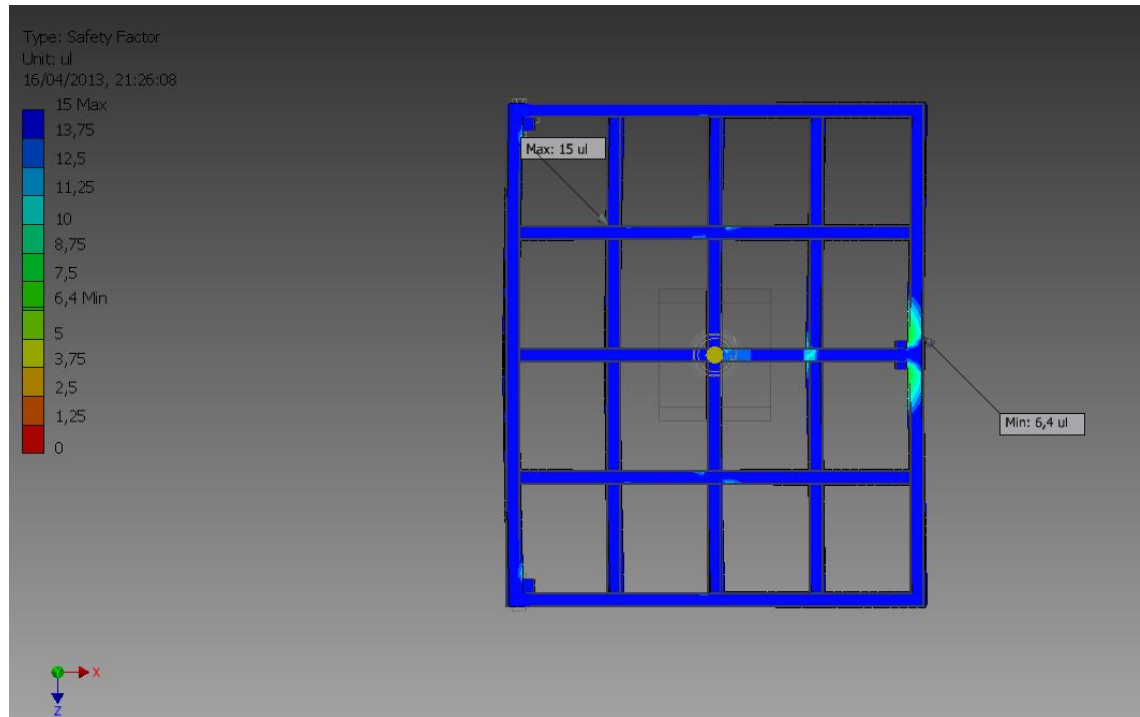 Type: Safety Factor
Unit: ul
16/04/2013, 21:26:08
15 Max
13,75
12,5
11,25
10
8,75
7,5
6,4 Min
5
3,75
2,5
1,25
0
Max: 15 ul
Min: 6,4 ul
Y
X
Z